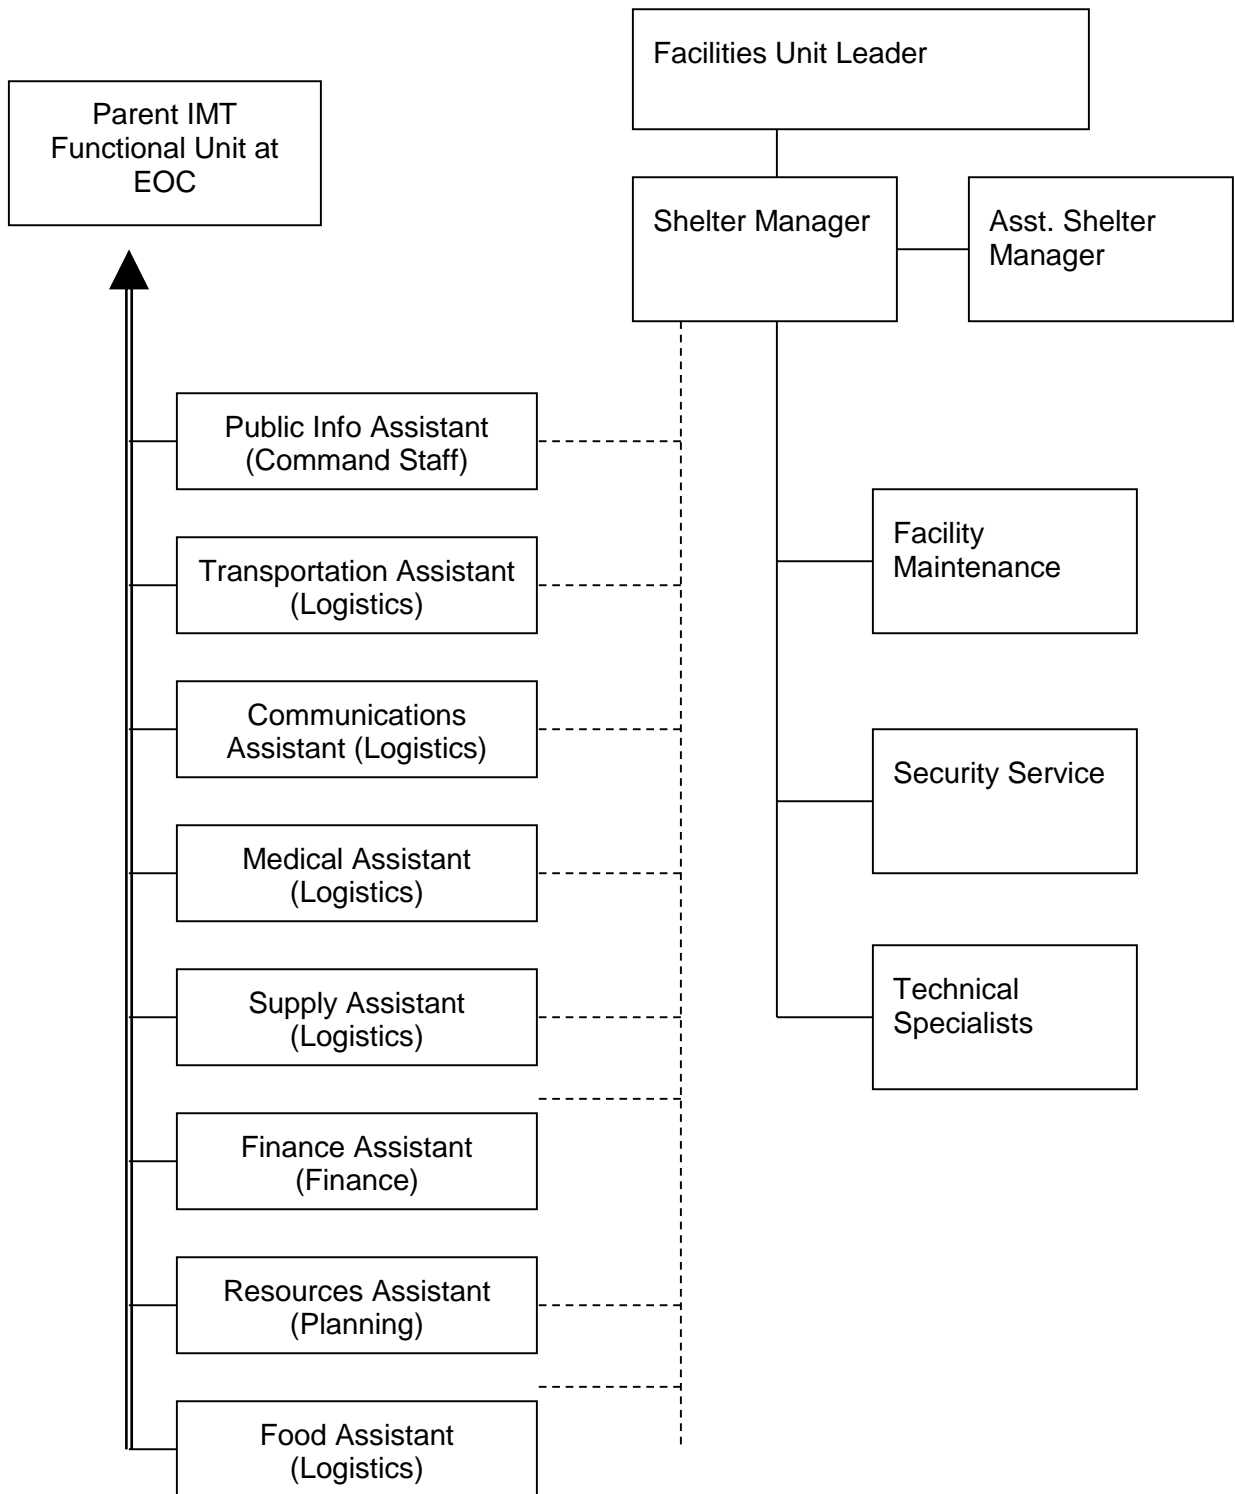 Facilities Unit Leader
Parent IMT
Functional Unit at
EOC
Shelter Manager
Asst. Shelter
Manager
Public Info Assistant
(Command Staff)
Transportation Assistant
(Logistics)
Communications
Assistant (Logistics)
Medical Assistant
(Logistics)
Supply Assistant
(Logistics)
Finance Assistant
(Finance)
Resources Assistant
(Planning)
Food Assistant
(Logistics)
Facility
Maintenance
Security Service
Technical
Specialists